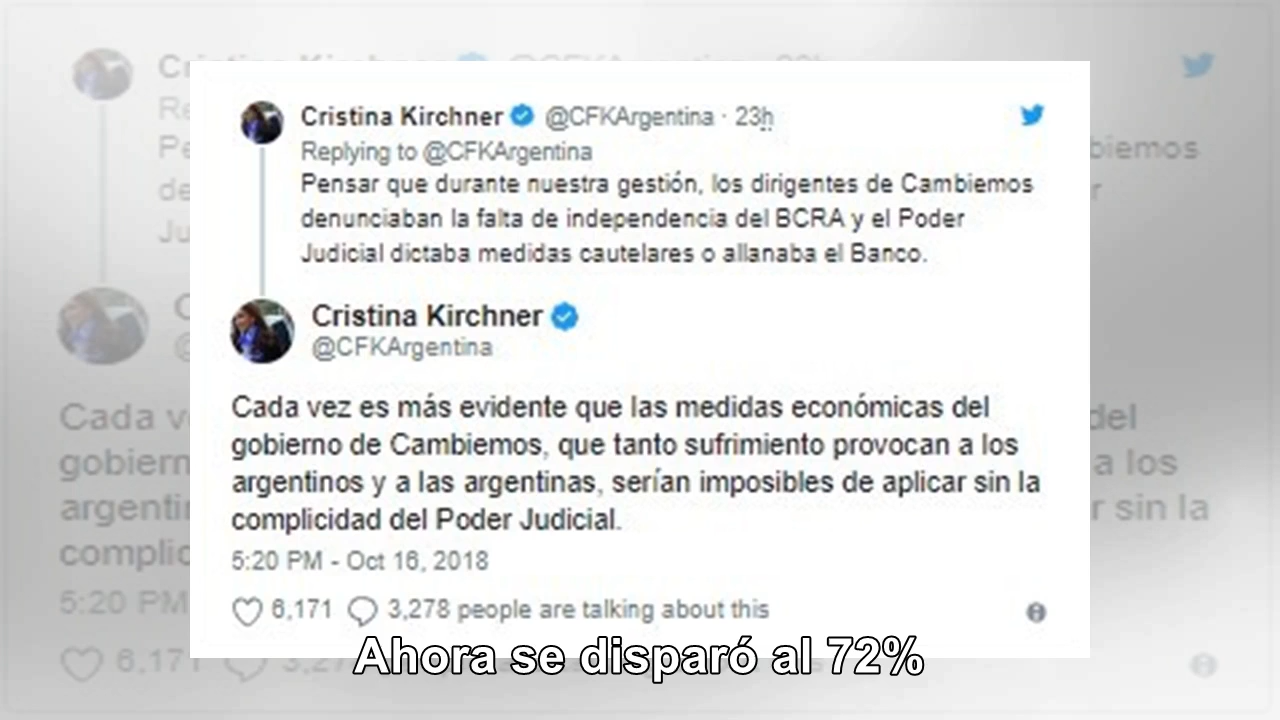 Cristina Kirchner @CFKArgentina · 23h
Replying to @CFKArgentina
Pensar que durante nuestra gestión, los dirigentes de Cambiemos
denunciaban la falta de independencia del BCRA y el Poder
Judicial dictaba medidas cautelares o allanaba el Banco.
Cristina Kirchner
@CFKArgentina
Cada vez es más evidente que las medidas económicas del
gobierno de Cambiemos, que tanto sufrimiento provocan a los
argentinos y a las argentinas, serían imposibles de aplicar sin la
complicidad del Poder Judicial.
5:20 PM - Oct 16, 2018
6,171 3,278 people are talking about this
Ahora se disparó al 72%